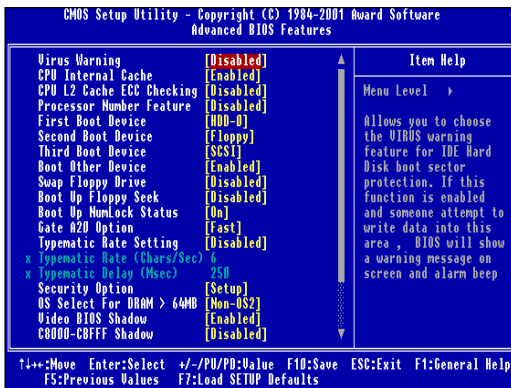 CMOS Setup Utility - Copyright (C) 1984-2001 Award Software
Advanced BIOS Features
Virus Warning [Disabled]
CPU Internal Cache [Enabled]
CPU L2 Cache ECC Checking [Disabled]
Processor Number Feature [Disabled]
First Boot Device [HDD-0]
Second Boot Device [Floppy]
Third Boot Device [SCSI]
Boot Other Device [Enabled]
Swap Floppy Drive [Disabled]
Boot Up Floppy Seek [Disabled]
Boot Up NumLock Status [On]
Gate A20 Option [Fast]
Typematic Rate Setting [Disabled]
x Typematic Rate (Chars/Sec) 6
x Typematic Delay (Msec) 250
Security Option [Setup]
OS Select For DRAM > 64MB [Non-OS2]
Video BIOS Shadow [Enabled]
C8000-CBFFF Shadow [Disabled]
Item Help
Menu Level
Allows you to choose
the VIRUS warning
feature for IDE Hard
Disk boot sector
protection. If this
function is enabled
and someone attempt to
write data into this
area , BIOS will show
a warning message on
screen and alarm beep
↑↓→←:Move Enter:Select +/-/PU/PD:Value F10:Save ESC:Exit F1:General Help
F5:Previous Values F7:Load SETUP Defaults